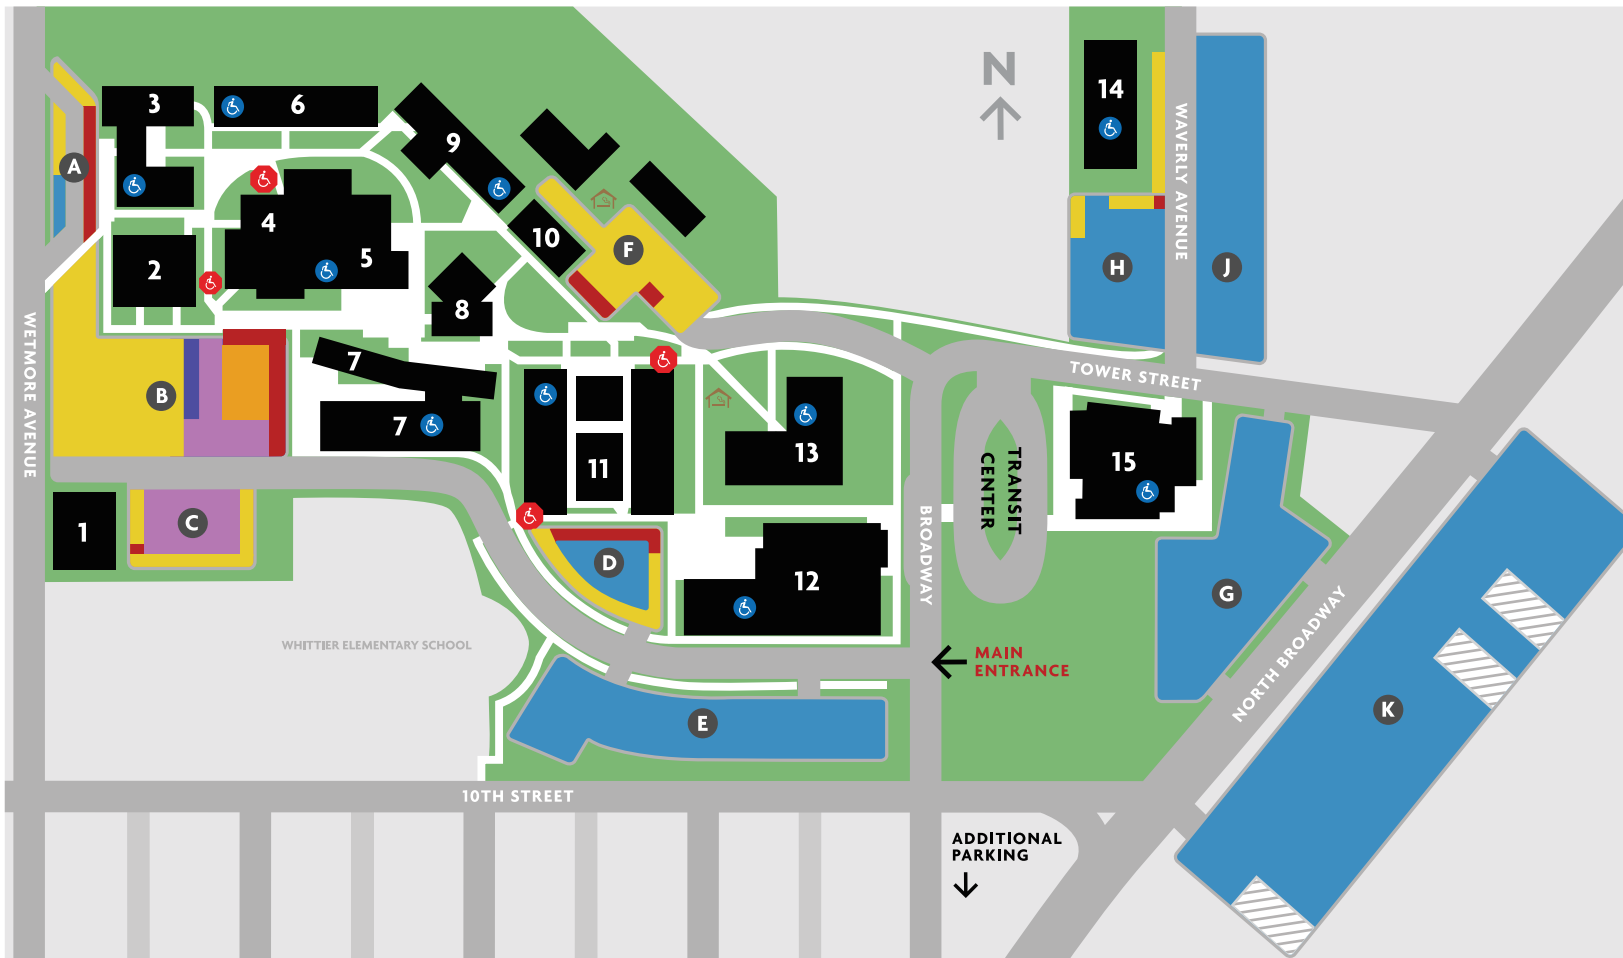 N
3
6
14
9
A
4
10
F
WAVERLY AVENUE
2
5
H
J
8
WETMORE AVENUE
7
TOWER STREET
B
7
13
11
15
TRANSIT
CENTER
C
1
BROADWAY
D
12
G
WHITTIER ELEMENTARY SCHOOL
MAIN
ENTRANCE
NORTH BROADWAY
K
E
10TH STREET
ADDITIONAL
PARKING